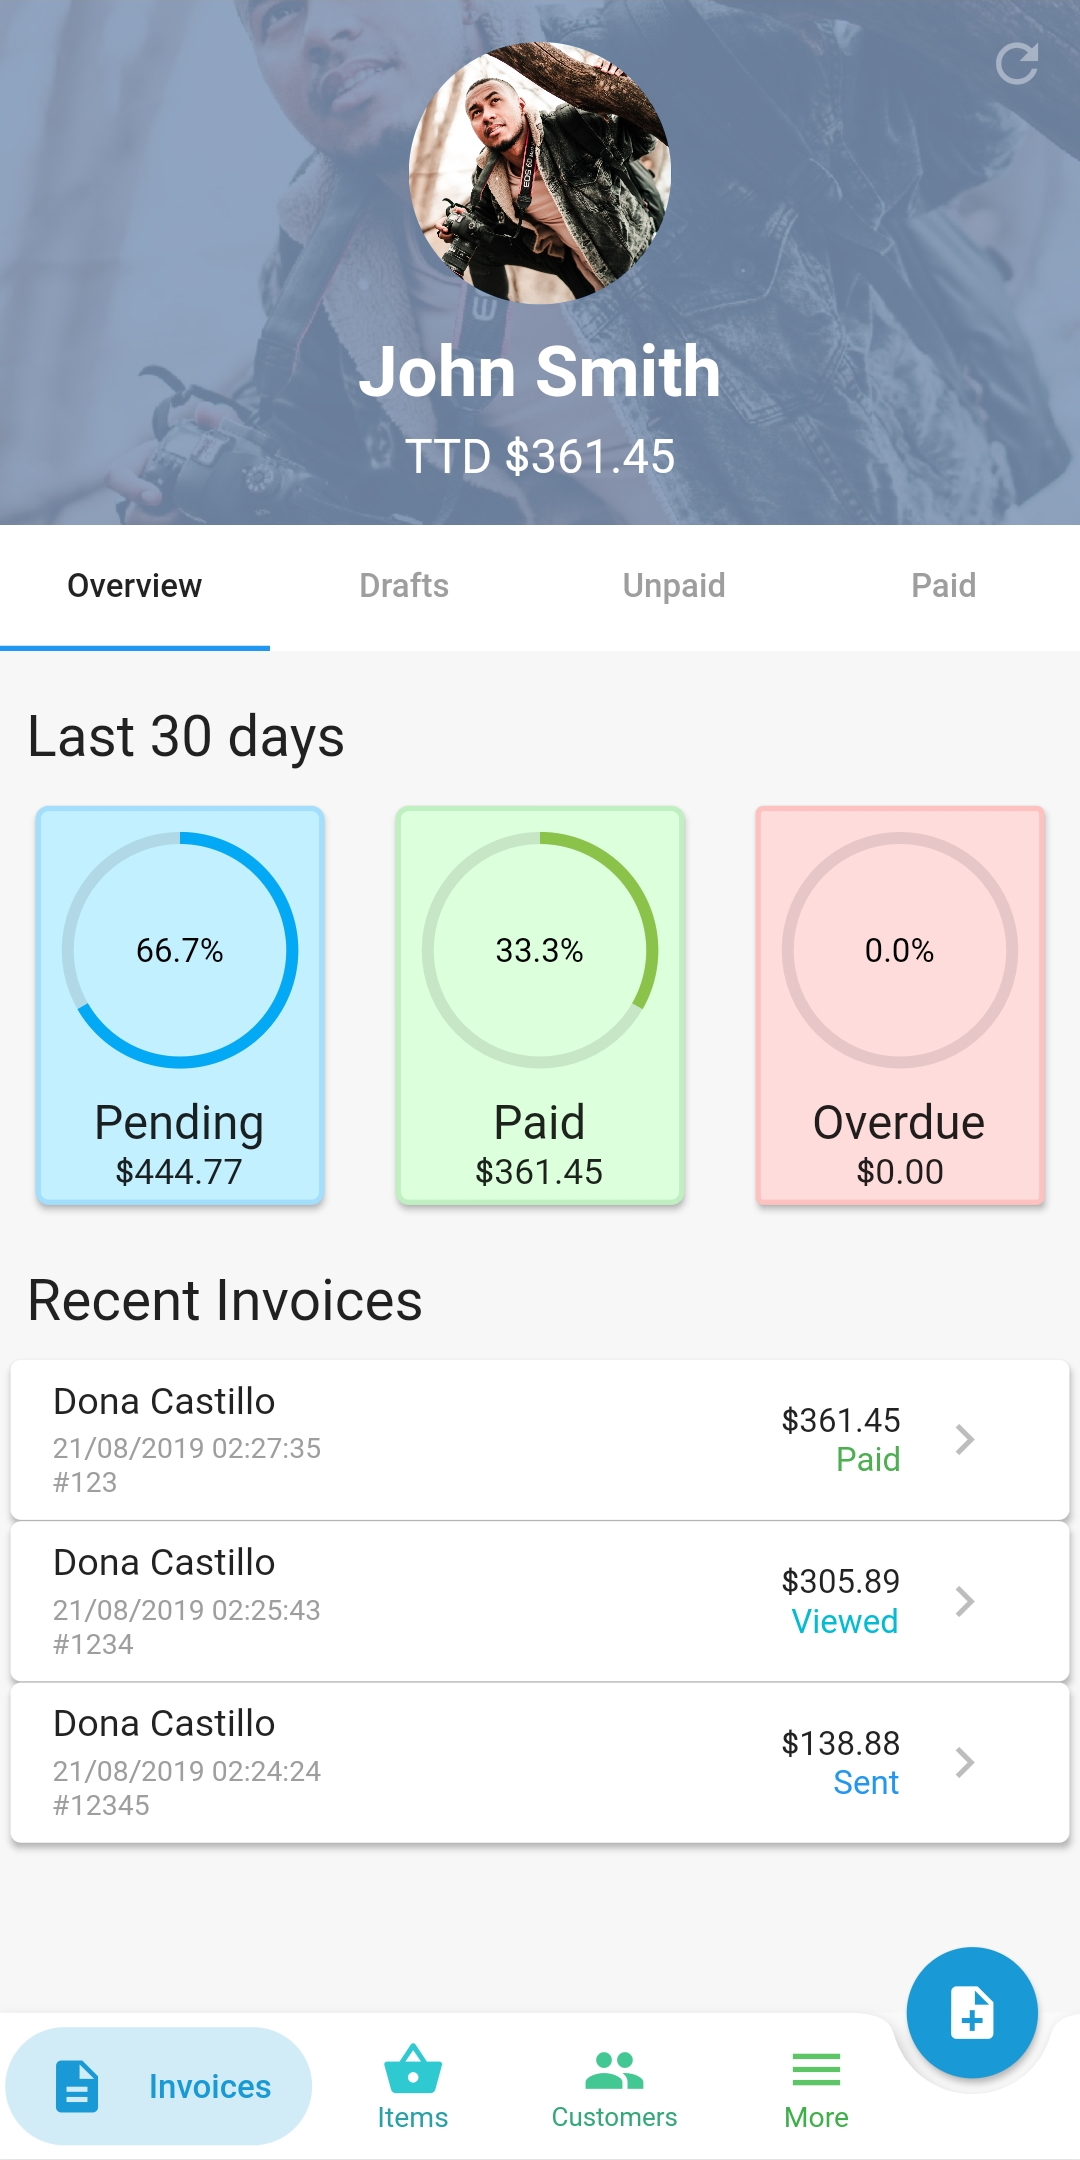 EOS 6D
John Smith
TTD $361.45
Overview
Drafts
Unpaid
Paid
Last 30 days
66.7%
33.3%
0.0%
Pending
Paid
Overdue
$444.77
$361.45
$0.00
Recent Invoices
Dona Castillo
21/08/2019 02:27:35
#123
$361.45
Paid
Dona Castillo
21/08/2019 02:25:43
#1234
$305.89
Viewed
Dona Castillo
21/08/2019 02:24:24
#12345
$138.88
Sent
Invoices
Items
Customers
More